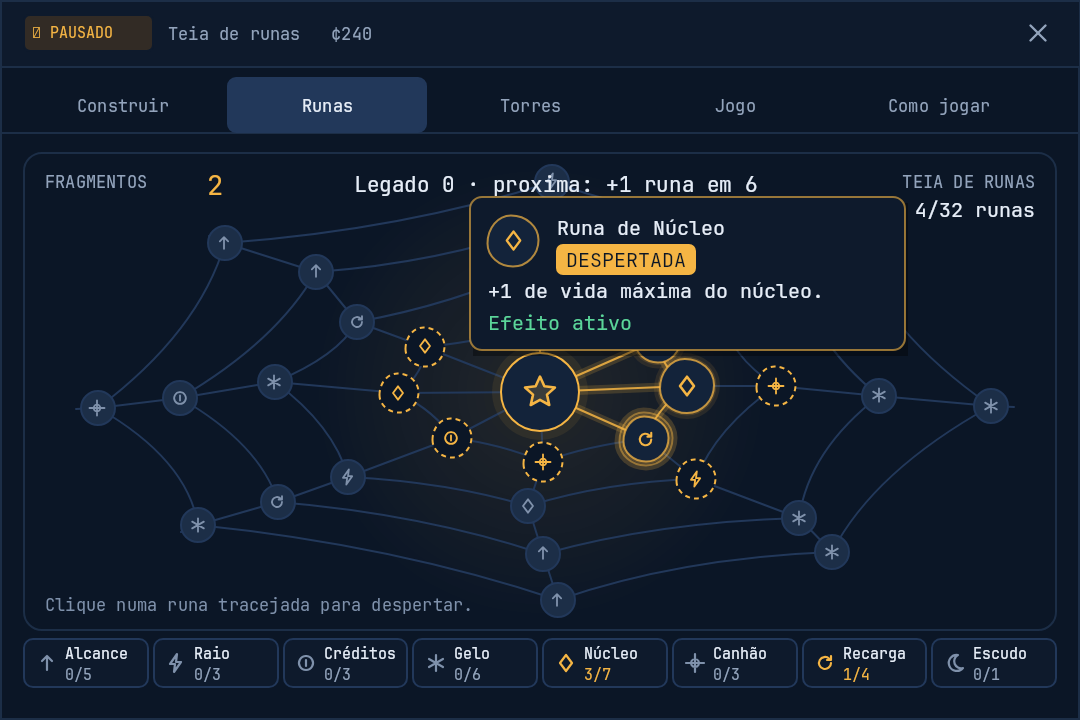 PAUSADO Teia de runas ₵240
Construir Runas Torres Jogo Como jogar
FRAGMENTOS 2 Legado 0 · proxima: +1 runa em 6 TEIA DE RUNAS
4/32 runas
Runa de Núcleo
DESPERTADA
+1 de vida máxima do núcleo.
Efeito ativo
Clique numa runa tracejada para despertar.
Alcance Raio Créditos Gelo Núcleo Canhão Recarga Escudo
0/5 0/3 0/3 0/6 3/7 0/3 1/4 0/1